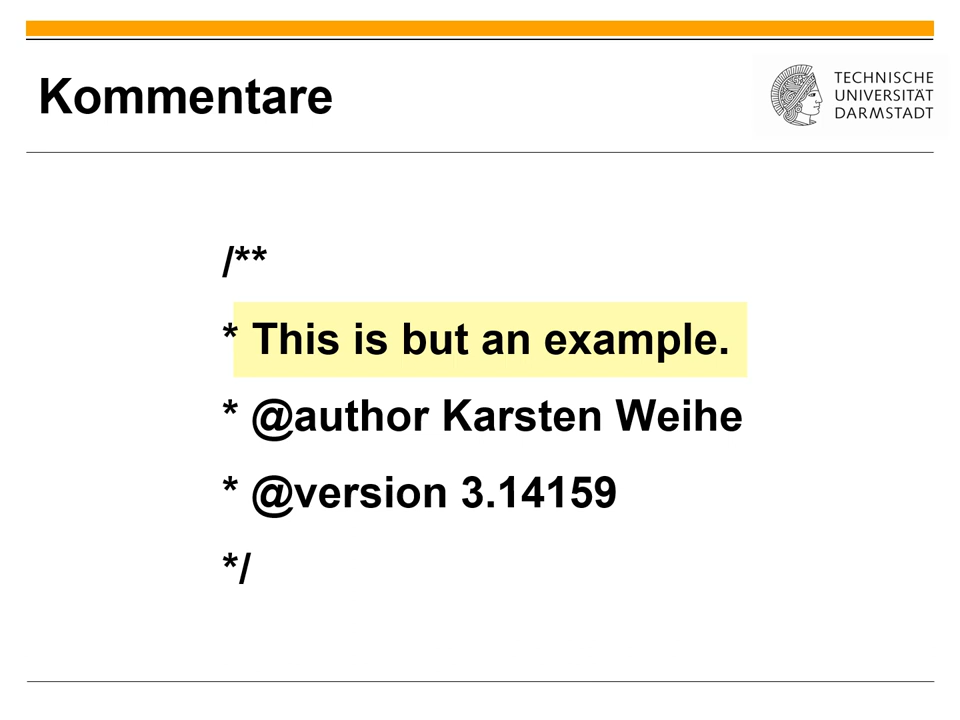 Kommentare
TECHNISCHE
UNIVERSITÄT
DARMSTADT
/**
* This is but an example.
* @author Karsten Weihe
* @version 3.14159
*/